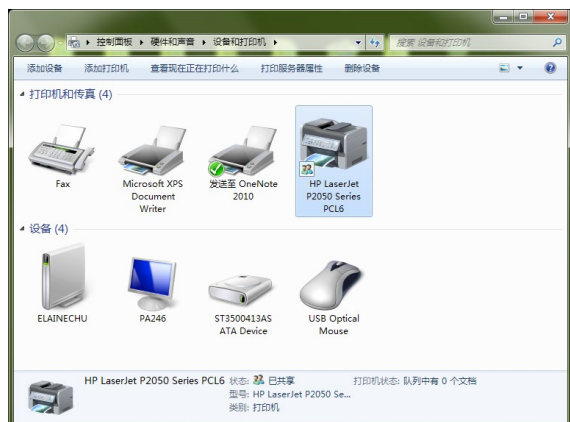 控制面板 ▸ 硬件和声音 ▸ 设备和打印机 ▸
搜索 设备和打印机
添加设备 添加打印机 查看现在正在打印什么 打印服务器属性 删除设备
打印机和传真 (4)
Fax
Microsoft XPS
Document
Writer
发送至 OneNote
2010
HP LaserJet
P2050 Series
PCL6
设备 (4)
ELAINECHU
PA246
ST3500413AS
ATA Device
USB Optical
Mouse
HP LaserJet P2050 Series PCL6 状态: 已共享 打印机状态: 队列中有 0 个文档
型号: HP LaserJet P2050 Se...
类别: 打印机